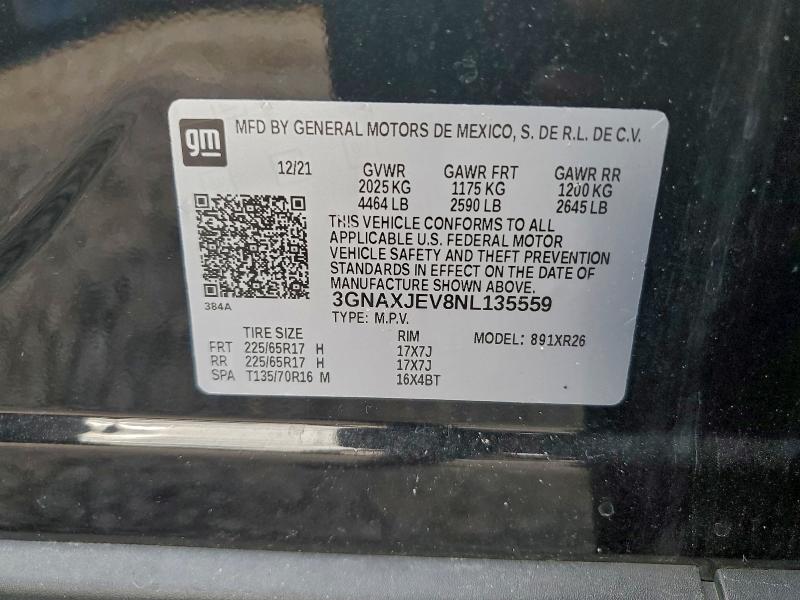 gm MFD BY GENERAL MOTORS DE MEXICO, S. DE R.L. DE C.V.
12/21 GVWR GAWR FRT GAWR RR
2025 KG 1175 KG 1200 KG
4464 LB 2590 LB 2645 LB
THIS VEHICLE CONFORMS TO ALL
APPLICABLE U.S. FEDERAL MOTOR
VEHICLE SAFETY AND THEFT PREVENTION
STANDARDS IN EFFECT ON THE DATE OF
MANUFACTURE SHOWN ABOVE.
384A
3GNAXJEV8NL135559
TYPE: M.P.V.
TIRE SIZE RIM MODEL: 891XR26
FRT 225/65R17 H 17X7J
RR 225/65R17 H 17X7J
SPA T135/70R16 M 16X4BT